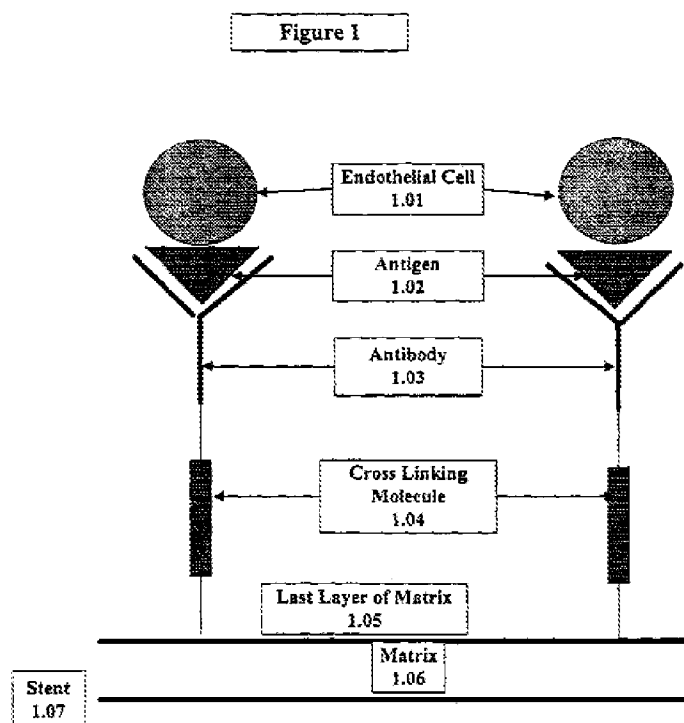 Figure 1
Endothelial Cell
1.01
Antigen
1.02
Antibody
1.03
Cross Linking
Molecule
1.04
Last Layer of Matrix
1.05
Matrix
1.06
Stent
1.07